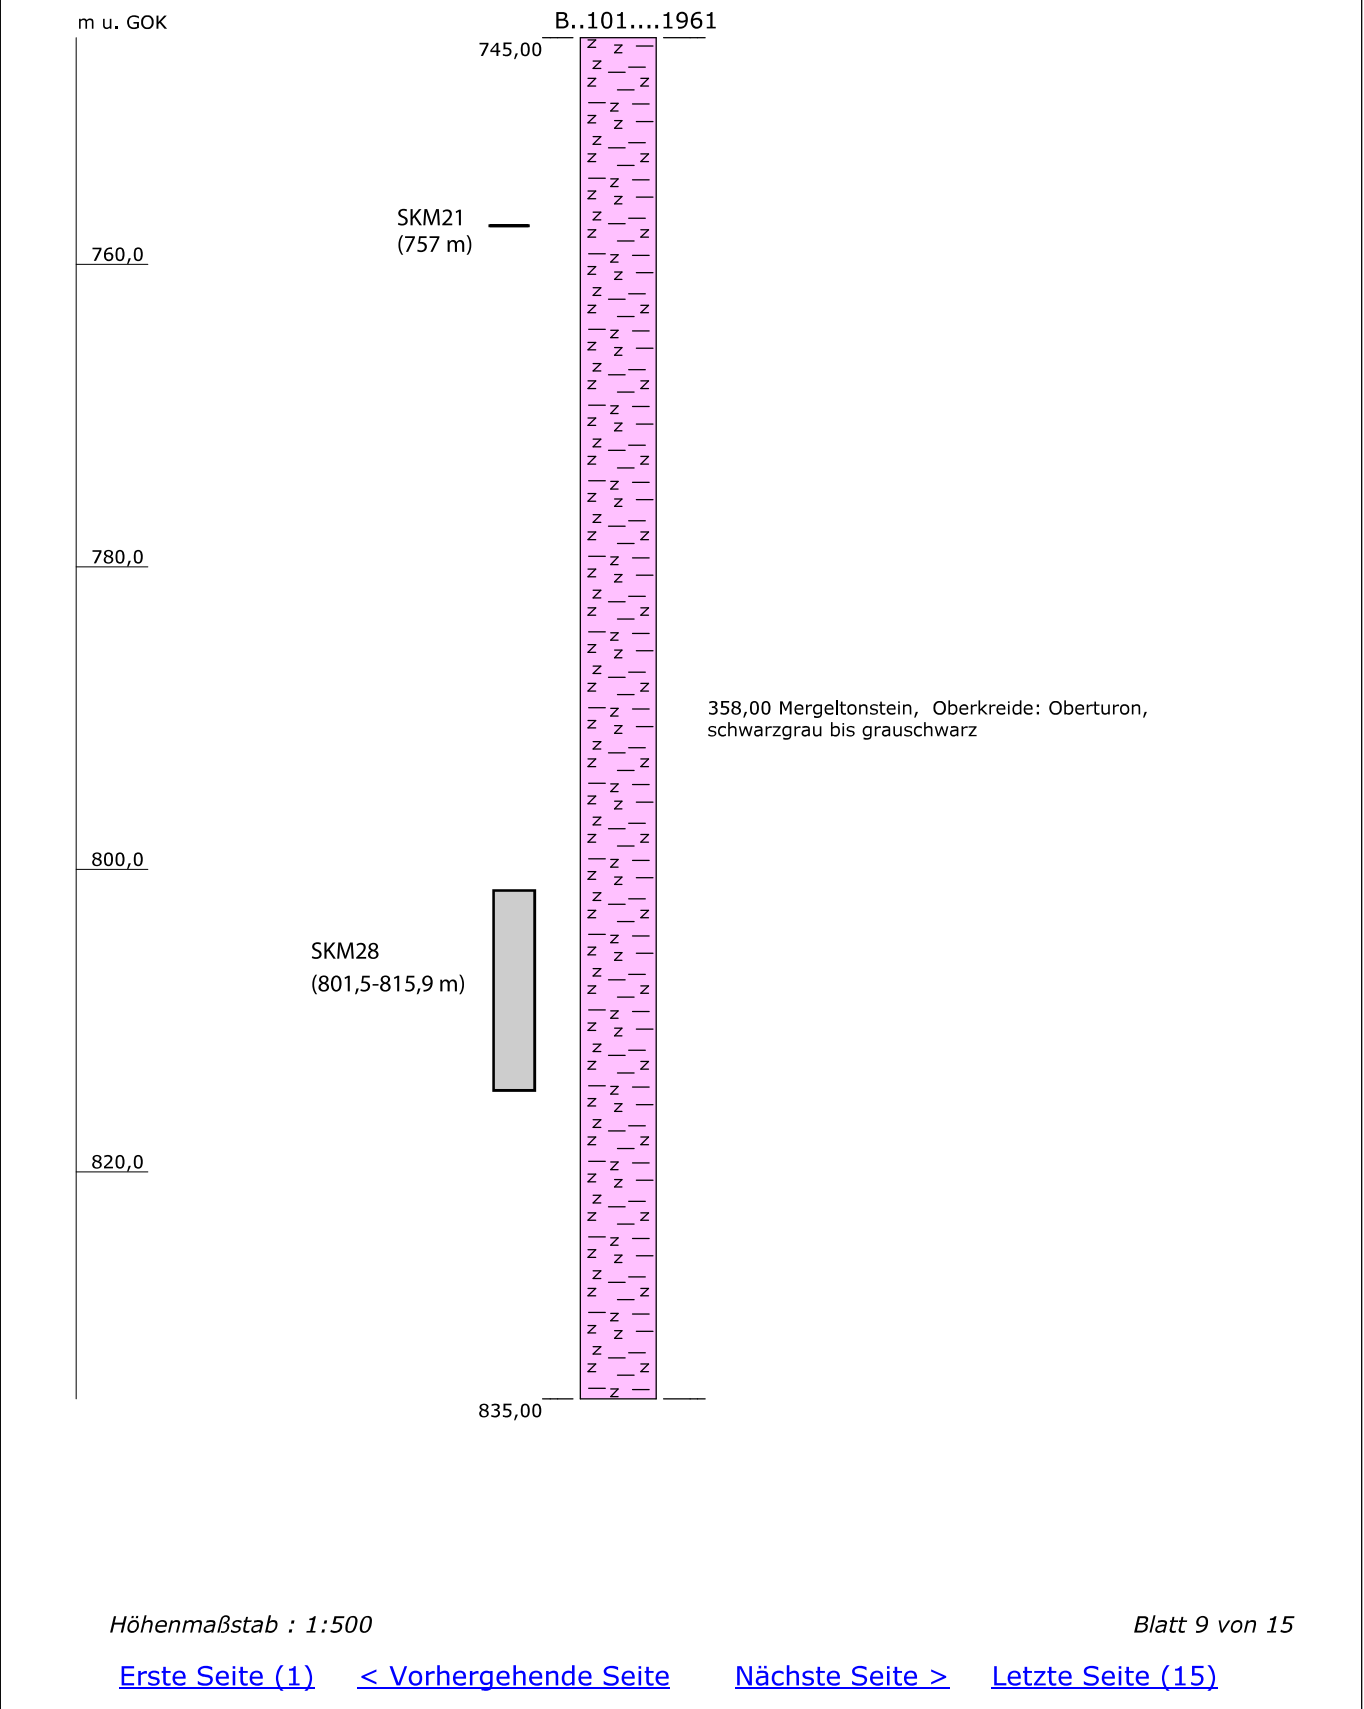 m u. GOK
B..101....1961
745,00
SKM21
(757 m)
760,0
780,0
358,00 Mergeltonstein, Oberkreide: Oberturon,
schwarzgrau bis grauschwarz
800,0
SKM28
(801,5-815,9 m)
820,0
835,00
Höhenmaßstab : 1:500
Blatt 9 von 15
Erste Seite (1) < Vorhergehende Seite Nächste Seite > Letzte Seite (15)